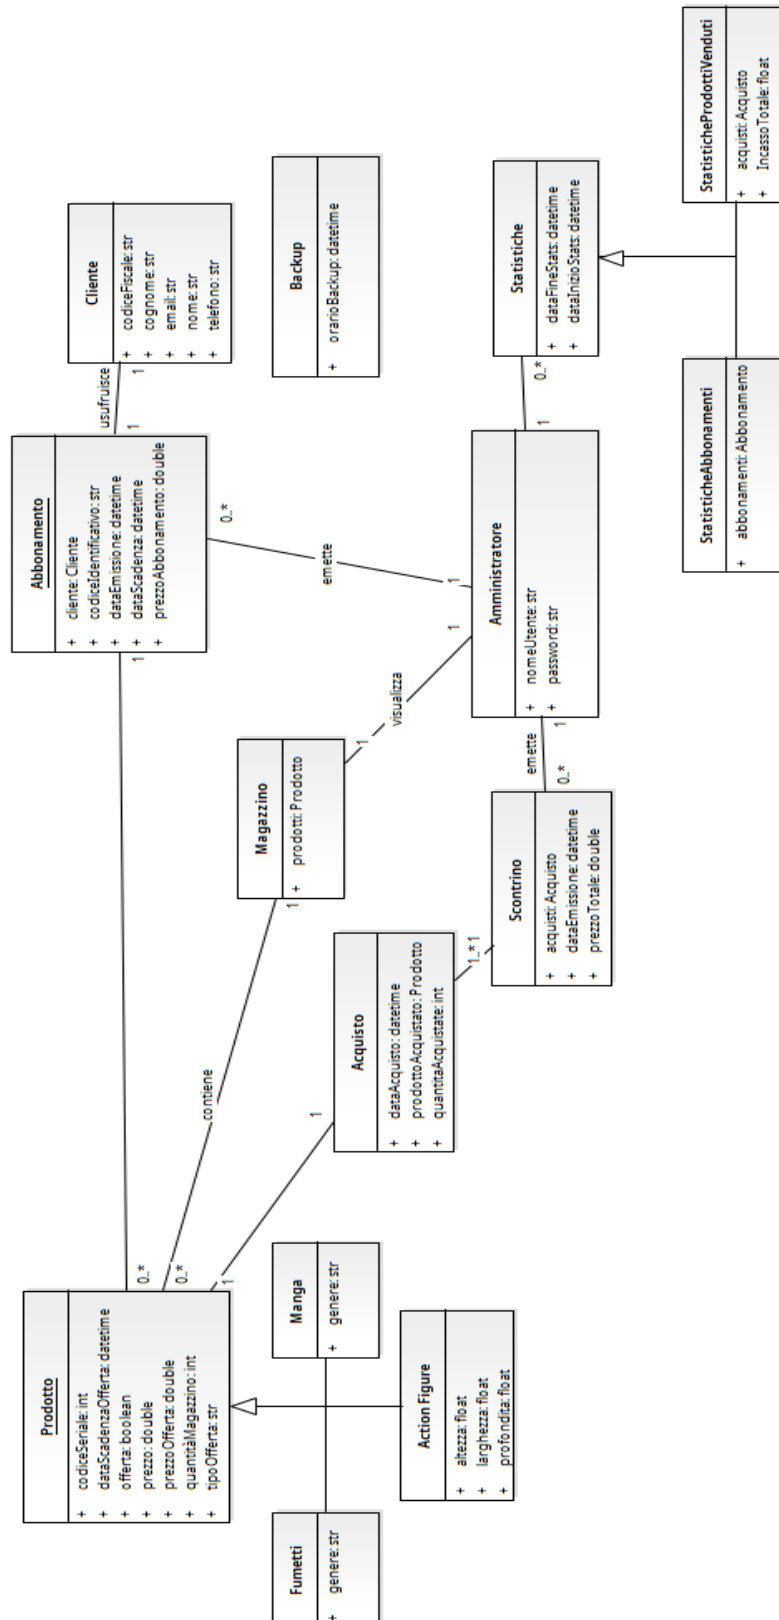 Prodotto
+ codiceSeriale: int
+ dataScadenzaOfferta: datetime
+ offerta: boolean
+ prezzo: double
+ prezzoOfferta: double
+ quantitàMagazzino: int
+ tipoOfferta: str
0..*
0..*
1
Abbonamento
+ cliente: Cliente
+ codiceIdentificativo: str
+ dataEmissione: datetime
+ dataScadenza: datetime
+ prezzoAbbonamento: double
1
1
0..*
usufruisce
Cliente
+ codiceFiscale: str
+ cognome: str
+ email: str
+ nome: str
+ telefono: str
1
contiene
Fumetti
+ genere: str
Manga
+ genere: str
Action Figure
+ altezza: float
+ larghezza: float
+ profondita: float
Magazzino
+ prodotti: Prodotto
1
1
visualizza
emette
Backup
+ orarioBackup: datetime
Acquisto
+ dataAcquisto: datetime
+ prodottoAcquistato: Prodotto
+ quantitaAcquistate: int
1
1..*
1
Scontrino
+ acquisti: Acquisto
+ dataEmissione: datetime
+ prezzoTotale: double
0..*
emette
1
Amministratore
+ nomeUtente: str
+ password: str
1
1
1
0..*
Statistiche
+ dataFineStats: datetime
+ dataInizioStats: datetime
StatisticheAbbonamenti
+ abbonamenti: Abbonamento
StatisticheProdottiVenduti
+ acquisti: Acquisto
+ IncassoTotale: float